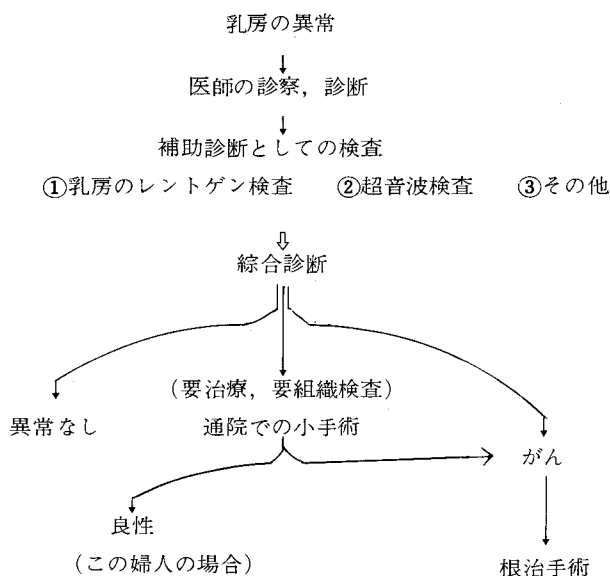 乳房の異常
医師の診察，診断
補助診断としての検査
①乳房のレントゲン検査 ②超音波検査 ③その他
綜合診断
(要治療，要組織検査)
異常なし 通院での小手術 がん
良性
(この婦人の場合) 根治手術